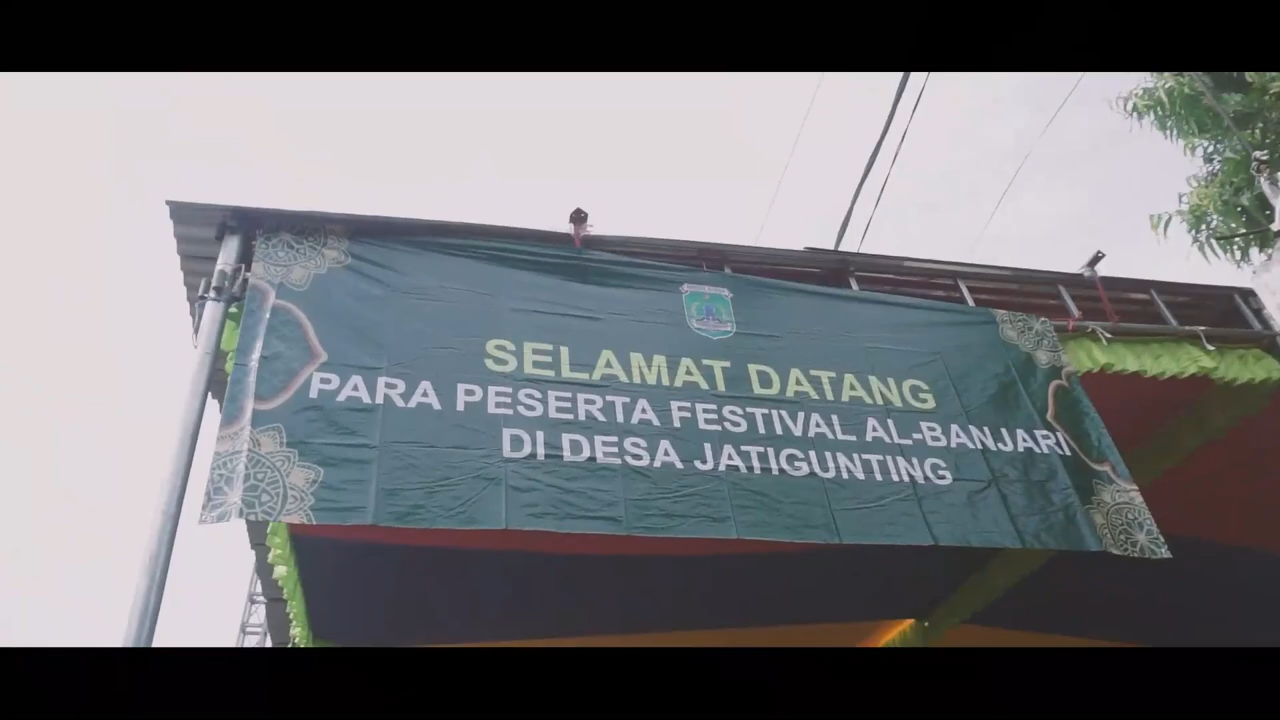 SELAMAT DATANG
PARA PESERTA FESTIVAL AL-BANJARI
DI DESA JATIGUNTING